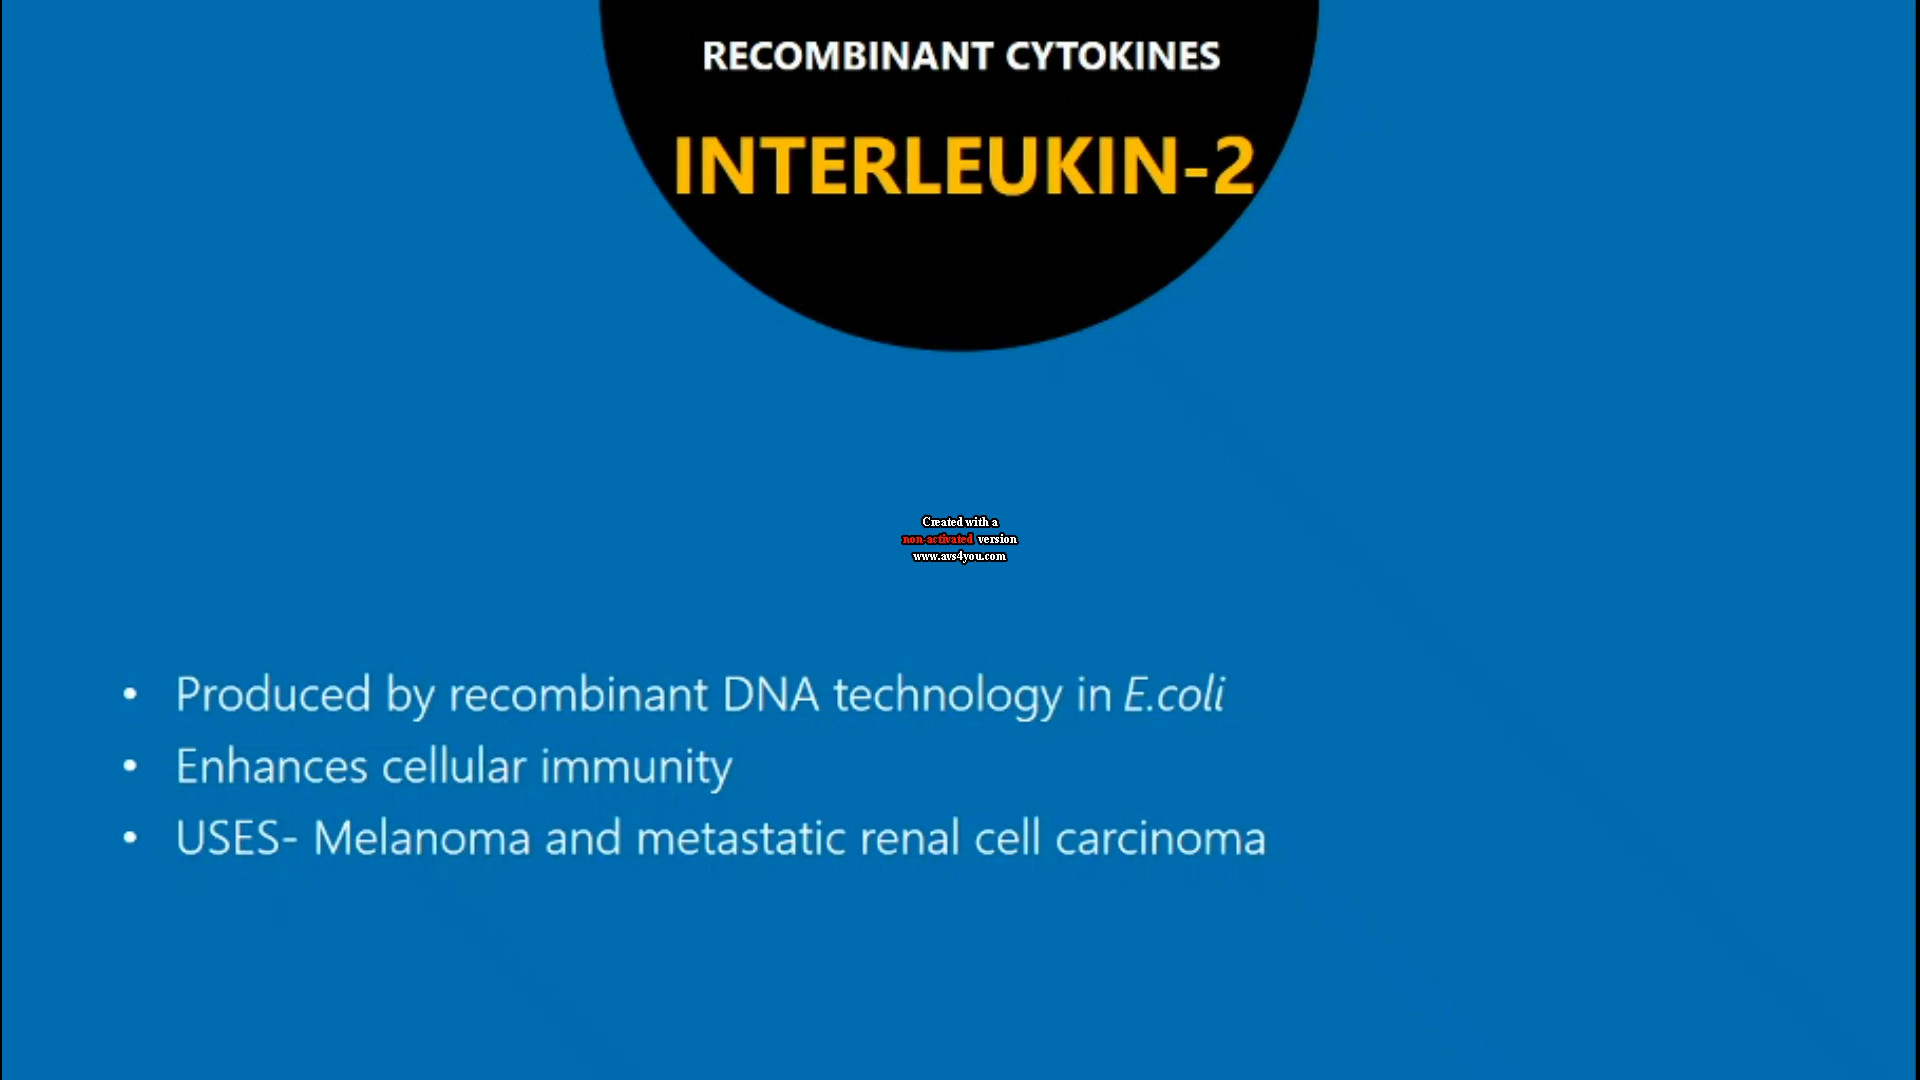 RECOMBINANT CYTOKINES
INTERLEUKIN-2
Created with a
non-activated version
www.avs4you.com
• Produced by recombinant DNA technology in E.coli
• Enhances cellular immunity
• USES- Melanoma and metastatic renal cell carcinoma